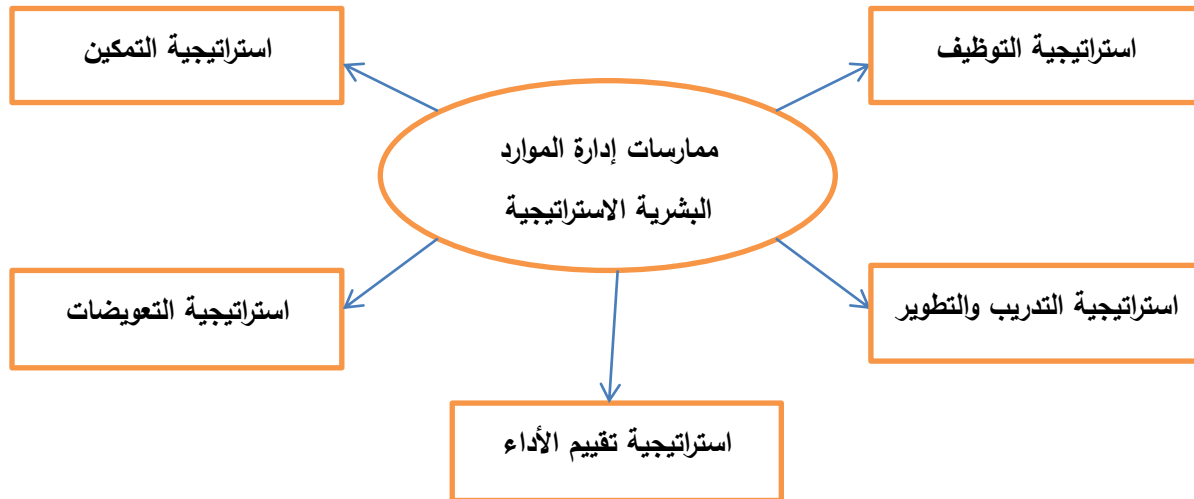 استراتيجية التوظيف
استراتيجية التمكين
ممارسات إدارة الموارد
البشرية الاستراتيجية
استراتيجية التدريب والتطوير
استراتيجية التعويضات
استراتيجية تقييم الأداء